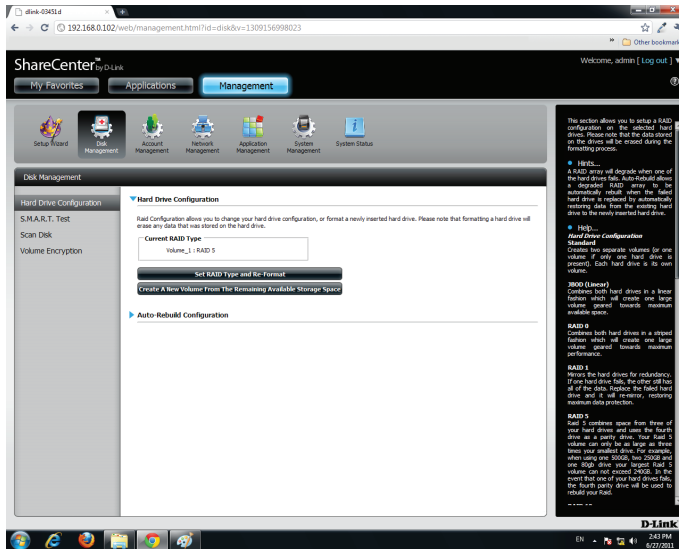 dlink-03451d
192.168.0.102/web/management.html?id=disk&v=1309156998023
Other bookmark
ShareCenter™ by D-Link
Welcome, admin [ Log out ]
My Favorites
Applications
Management
Setup Wizard
Disk Management
Account Management
Network Management
Application Management
System Management
System Status
Disk Management
Hard Drive Configuration
S.M.A.R.T. Test
Scan Disk
Volume Encryption
Hard Drive Configuration
Raid Configuration allows you to change your hard drive configuration, or format a newly inserted hard drive. Please note that formatting a hard drive will
erase any data that was stored on the hard drive.
Current RAID Type
Volume_1 : RAID 5
Set RAID Type and Re-Format
Create A New Volume From The Remaining Available Storage Space
Auto-Rebuild Configuration
This section allows you to setup a RAID
configuration on the selected hard
drives. Please note that the data stored
on the drives will be erased during the
formatting process.
Hints...
A RAID array will degrade when one of
the hard drives fails. Auto-Rebuild allows
a degraded RAID array to be
automatically rebuilt when the failed
hard drive is replaced by automatically
restoring data from the existing hard
drive to the newly inserted hard drive.
Help...
Hard Drive Configuration
Standard
Creates two separate volumes (or one
volume if only one hard drive is
present). Each hard drive is its own
volume.
JBOD (Linear)
Combines both hard drives in a linear
fashion which will create one large
volume geared towards maximum
available space.
RAID 0
Combines both hard drives in a striped
fashion which will create one large
volume geared towards maximum
performance.
RAID 1
Mirrors the hard drives for redundancy.
If one hard drive fails, the other still has
all of the data. Replace the failed hard
drive and it will re-mirror, restoring
maximum data protection.
RAID 5
Raid 5 combines space from three of
your hard drives and uses the fourth
drive as a parity drive. Your Raid 5
volume can only be as large as three
times your smallest drive. For example,
when using one 500GB, two 250GB and
one 80gb drive your largest Raid 5
volume can not exceed 240GB. In the
event that one of your hard drives fails,
the fourth parity drive will be used to
rebuild your Raid.
D-Link
EN
2:43 PM
6/27/2011